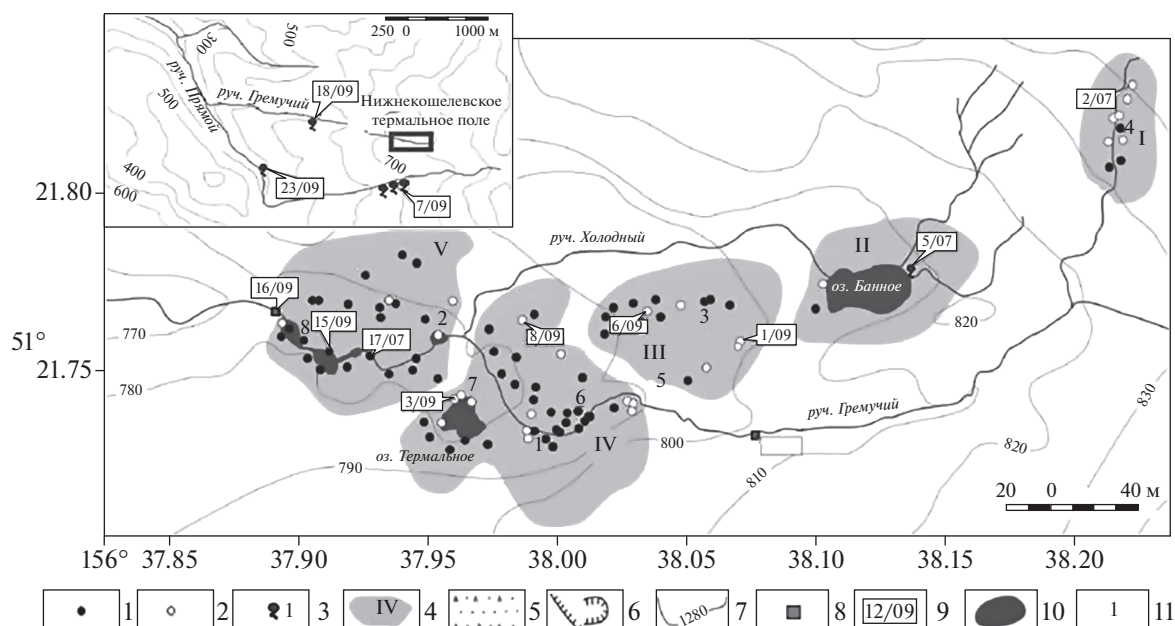 250 0 1000 м
300
500
руч. Прямой
500
руч. Гремучий
18/09
Нижнекошелевское
термальное поле
400
600
23/09
700
7/09
2/07
4
I
21.80
V
руч. Холодный
II
5/07
оз. Банное
16/09
770
8
15/09
17/07
2
8/09
6/09
3
1/09
820
51°
III
21.75
780
5
3/09
7
6
руч. Гремучий
830
1
IV
800
оз. Термальное
790
810
820
20 0 40 м
156° 37.85 37.90 37.95 38.00 38.05 38.10 38.15 38.20
1 2 1 3 IV 4 5 6 1280 7 8 12/09 9 10 1 11